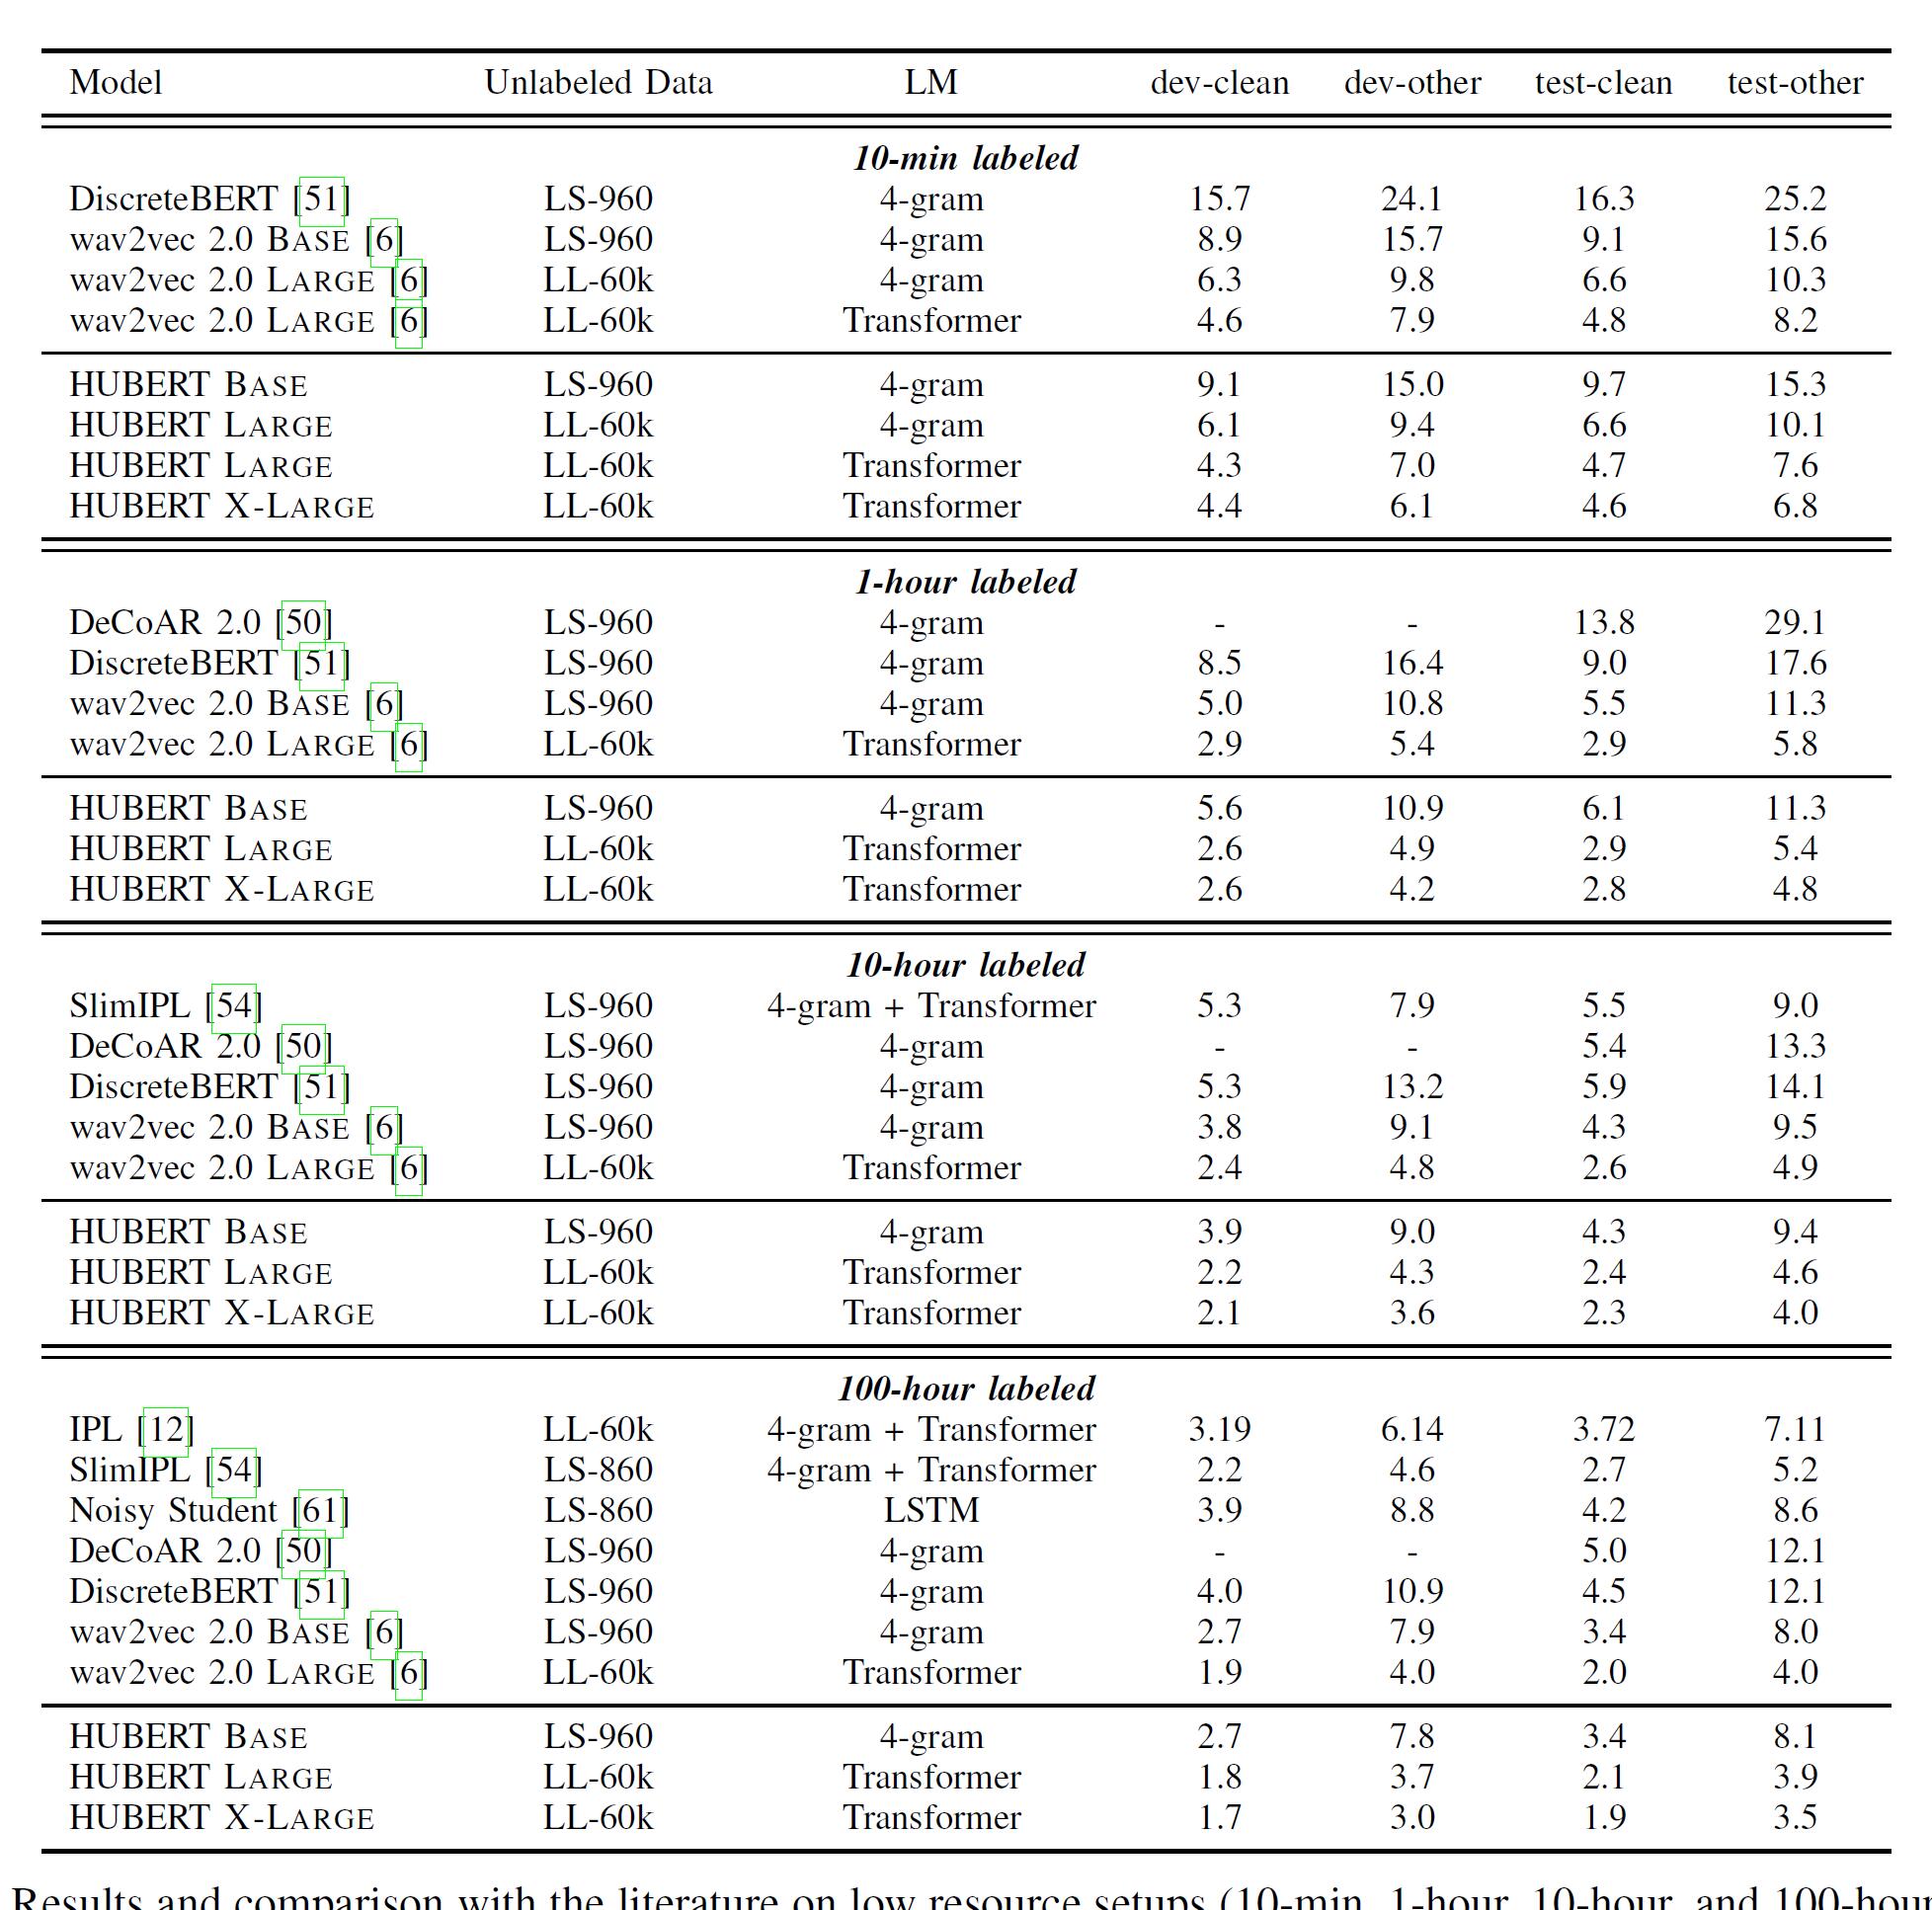 Model Unlabeled Data LM dev-clean dev-other test-clean test-other
10-min labeled
DiscreteBERT [51] LS-960 4-gram 15.7 24.1 16.3 25.2
wav2vec 2.0 BASE [6] LS-960 4-gram 8.9 15.7 9.1 15.6
wav2vec 2.0 LARGE [6] LL-60k 4-gram 6.3 9.8 6.6 10.3
wav2vec 2.0 LARGE [6] LL-60k Transformer 4.6 7.9 4.8 8.2
HUBERT BASE LS-960 4-gram 9.1 15.0 9.7 15.3
HUBERT LARGE LL-60k 4-gram 6.1 9.4 6.6 10.1
HUBERT LARGE LL-60k Transformer 4.3 7.0 4.7 7.6
HUBERT X-LARGE LL-60k Transformer 4.4 6.1 4.6 6.8
1-hour labeled
DeCoAR 2.0 [50] LS-960 4-gram - - 13.8 29.1
DiscreteBERT [51] LS-960 4-gram 8.5 16.4 9.0 17.6
wav2vec 2.0 BASE [6] LS-960 4-gram 5.0 10.8 5.5 11.3
wav2vec 2.0 LARGE [6] LL-60k Transformer 2.9 5.4 2.9 5.8
HUBERT BASE LS-960 4-gram 5.6 10.9 6.1 11.3
HUBERT LARGE LL-60k Transformer 2.6 4.9 2.9 5.4
HUBERT X-LARGE LL-60k Transformer 2.6 4.2 2.8 4.8
10-hour labeled
SlimIPL [54] LS-960 4-gram + Transformer 5.3 7.9 5.5 9.0
DeCoAR 2.0 [50] LS-960 4-gram - - 5.4 13.3
DiscreteBERT [51] LS-960 4-gram 5.3 13.2 5.9 14.1
wav2vec 2.0 BASE [6] LS-960 4-gram 3.8 9.1 4.3 9.5
wav2vec 2.0 LARGE [6] LL-60k Transformer 2.4 4.8 2.6 4.9
HUBERT BASE LS-960 4-gram 3.9 9.0 4.3 9.4
HUBERT LARGE LL-60k Transformer 2.2 4.3 2.4 4.6
HUBERT X-LARGE LL-60k Transformer 2.1 3.6 2.3 4.0
100-hour labeled
IPL [12] LL-60k 4-gram + Transformer 3.19 6.14 3.72 7.11
SlimIPL [54] LS-860 4-gram + Transformer 2.2 4.6 2.7 5.2
Noisy Student [61] LS-860 LSTM 3.9 8.8 4.2 8.6
DeCoAR 2.0 [50] LS-960 4-gram - - 5.0 12.1
DiscreteBERT [51] LS-960 4-gram 4.0 10.9 4.5 12.1
wav2vec 2.0 BASE [6] LS-960 4-gram 2.7 7.9 3.4 8.0
wav2vec 2.0 LARGE [6] LL-60k Transformer 1.9 4.0 2.0 4.0
HUBERT BASE LS-960 4-gram 2.7 7.8 3.4 8.1
HUBERT LARGE LL-60k Transformer 1.8 3.7 2.1 3.9
HUBERT X-LARGE LL-60k Transformer 1.7 3.0 1.9 3.5
Results and comparison with the literature on low resource setups (10-min, 1-hour, 10-hour, and 100-hour